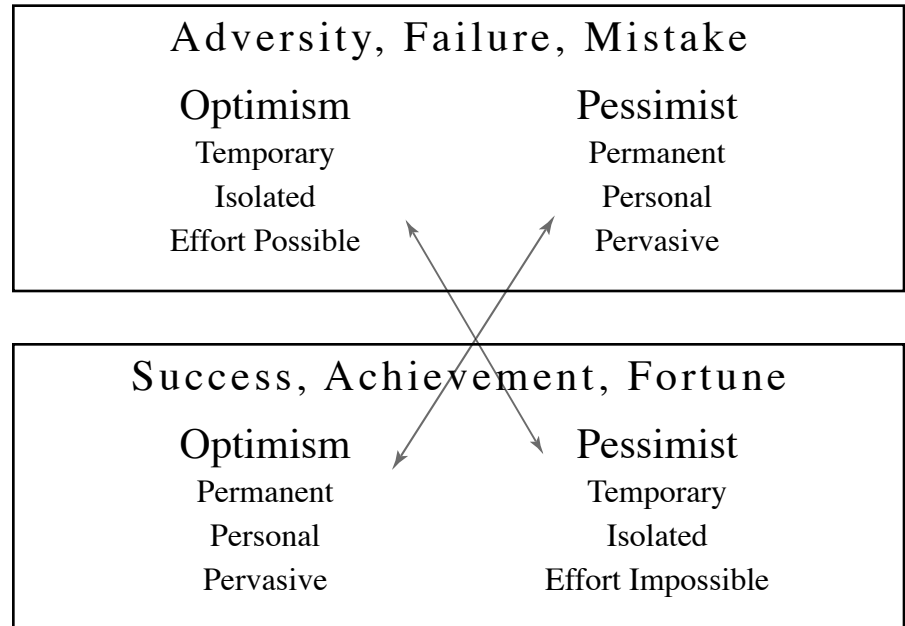 Adversity, Failure, Mistake
Optimism
Temporary
Isolated
Effort Possible
Pessimist
Permanent
Personal
Pervasive
Success, Achievement, Fortune
Optimism
Permanent
Personal
Pervasive
Pessimist
Temporary
Isolated
Effort Impossible